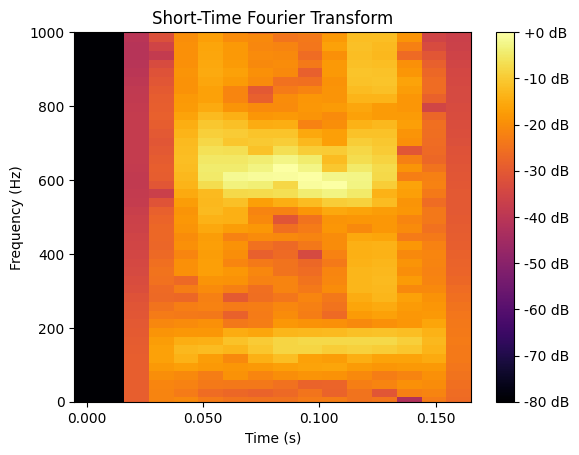 Short-Time Fourier Transform
1000
800
600
400
200
0
Frequency (Hz)
0.000
0.050
0.100
0.150
Time (s)
+0 dB
-10 dB
-20 dB
-30 dB
-40 dB
-50 dB
-60 dB
-70 dB
-80 dB